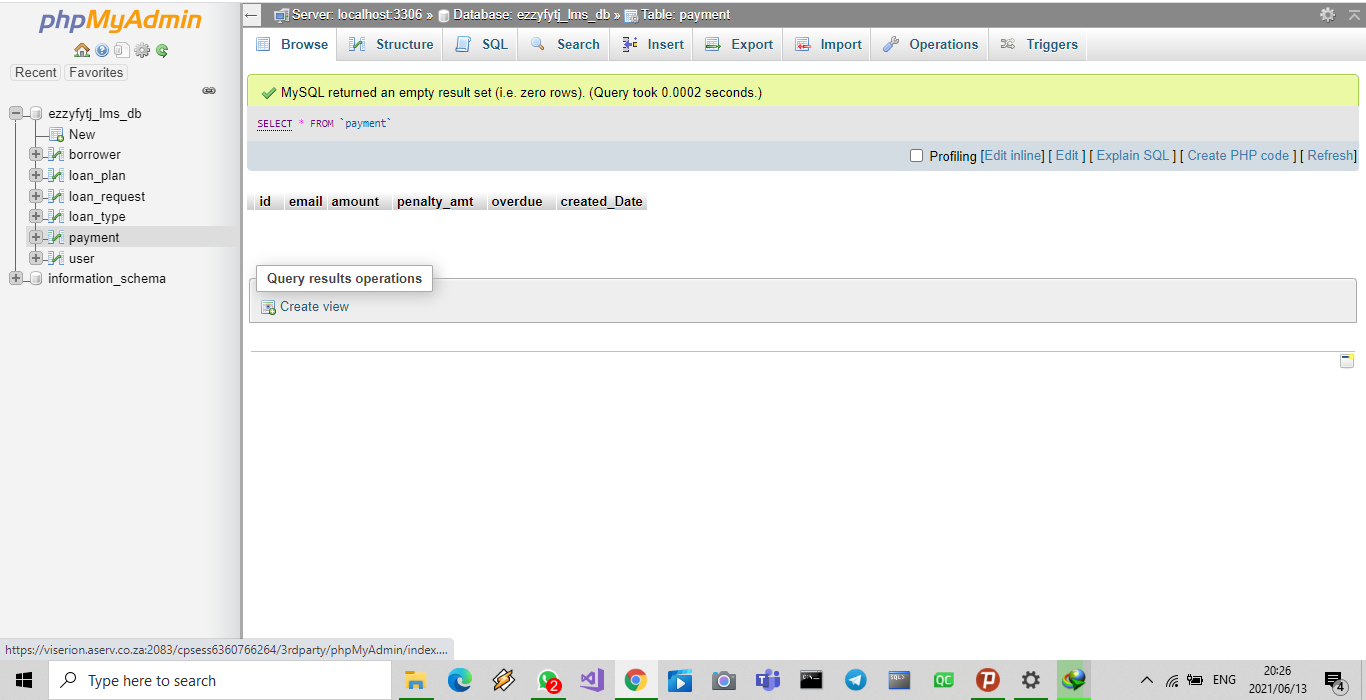 phpMyAdmin
Recent Favorites
ezzyfytj_lms_db
New
borrower
loan_plan
loan_request
loan_type
payment
user
information_schema
Server: localhost:3306 » Database: ezzyfytj_lms_db » Table: payment
Browse Structure SQL Search Insert Export Import Operations Triggers
MySQL returned an empty result set (i.e. zero rows). (Query took 0.0002 seconds.)
SELECT * FROM `payment`
Profiling [Edit inline] [ Edit ] [ Explain SQL ] [ Create PHP code ] [ Refresh]
id email amount penalty_amt overdue created_Date
Query results operations
Create view
https://viserion.aserv.co.za:2083/cpsess6360766264/3rdparty/phpMyAdmin/index....
Type here to search
2
QC
ENG
20:26
2021/06/13
4